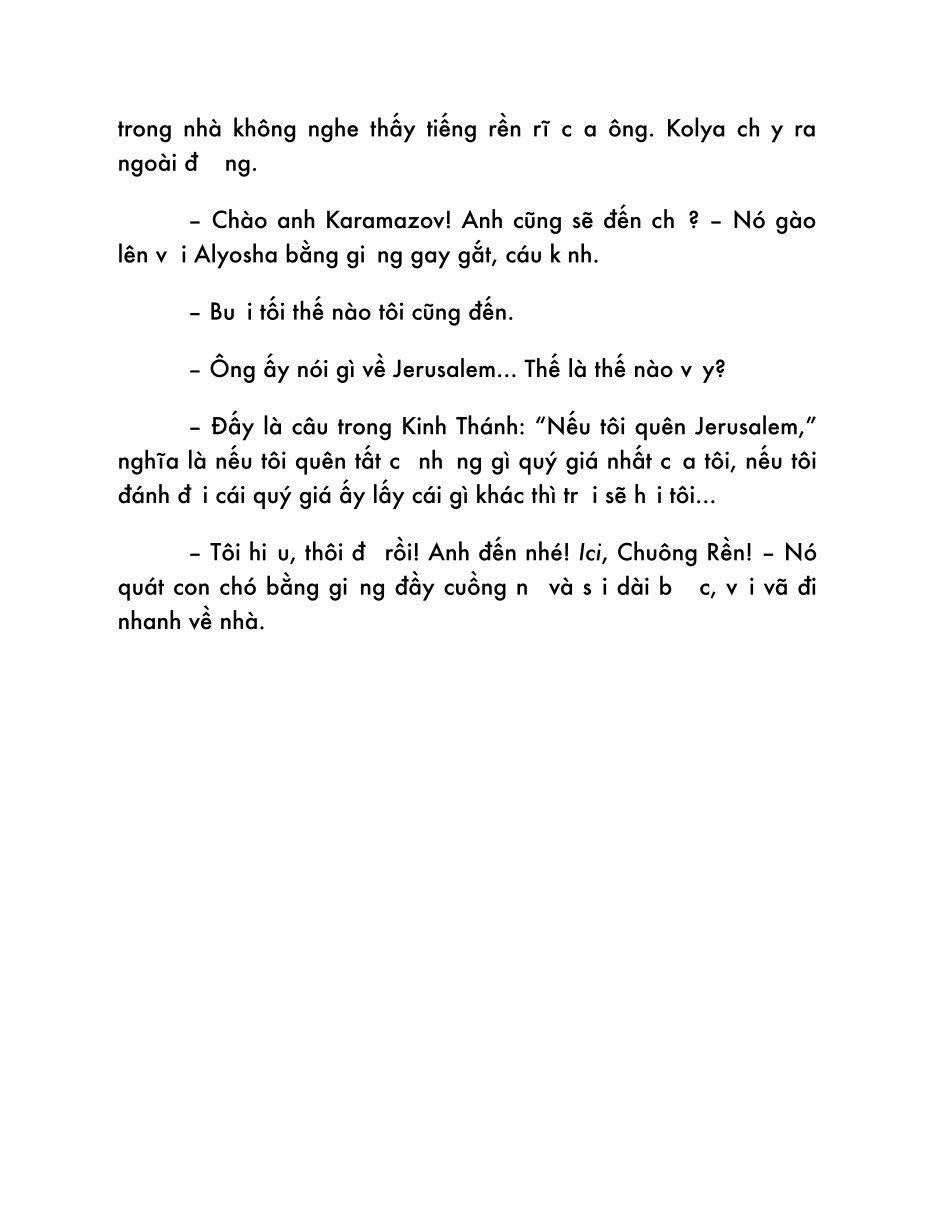 trong nhà không nghe thấy tiếng rền rĩ c a ông. Kolya ch y ra
ngoài đ ng.
– Chào anh Karamazov! Anh cũng sẽ đến ch ? – Nó gào
lên v i Alyosha bằng gi ng gay gắt, cáu k nh.
– Bu i tối thế nào tôi cũng đến.
– Ông ấy nói gì về Jerusalem... Thế là thế nào v y?
– Đấy là câu trong Kinh Thánh: “Nếu tôi quên Jerusalem,”
nghĩa là nếu tôi quên tất c nh ng gì quý giá nhất c a tôi, nếu tôi
đánh đ i cái quý giá ấy lấy cái gì khác thì tr i sẽ h i tôi...
– Tôi hi u, thôi đ rồi! Anh đến nhé! Ici, Chuông Rền! – Nó
quát con chó bằng gi ng đầy cuồng n và s i dài b c, v i vã đi
nhanh về nhà.